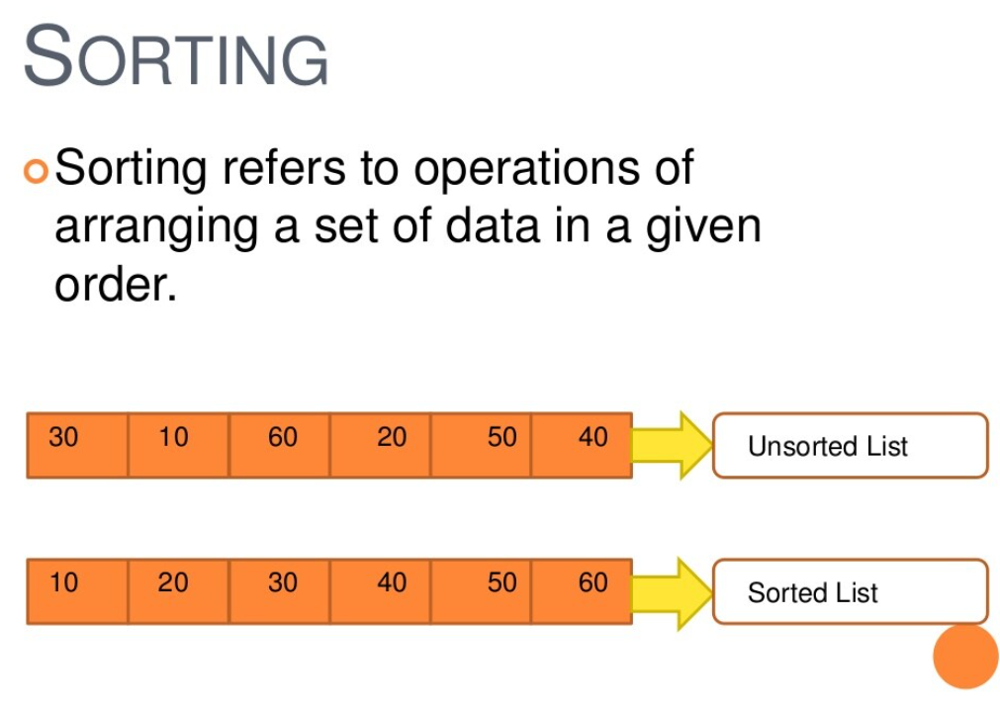 SORTING
Sorting refers to operations of
arranging a set of data in a given
order.
30 10 60 20 50 40 Unsorted List
10 20 30 40 50 60 Sorted List